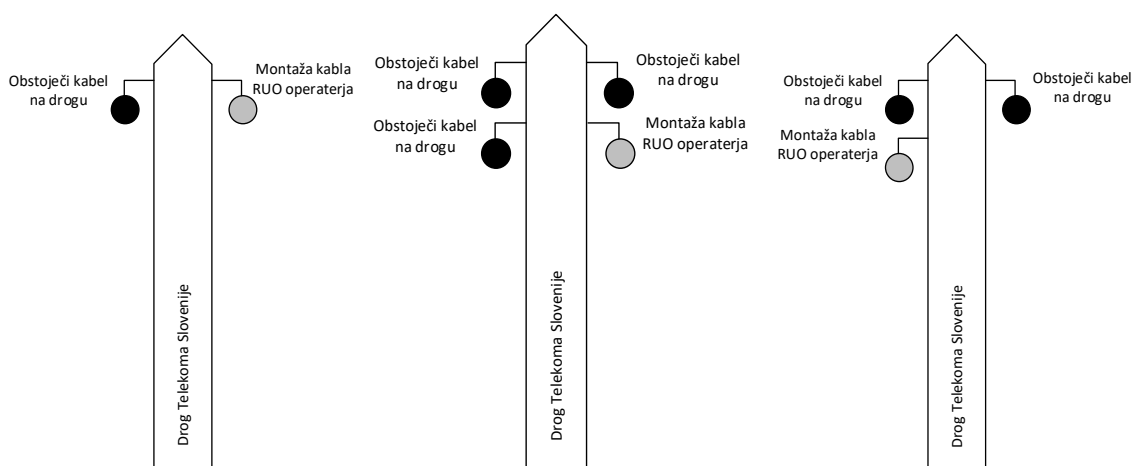 Obstoječi kabel
na drogu
Montaža kabla
RUO operaterja
Drog Telekoma Slovenije
Obstoječi kabel
na drogu
Obstoječi kabel
na drogu
Obstoječi kabel
na drogu
Montaža kabla
RUO operaterja
Drog Telekoma Slovenije
Obstoječi kabel
na drogu
Obstoječi kabel
na drogu
Montaža kabla
RUO operaterja
Drog Telekoma Slovenije